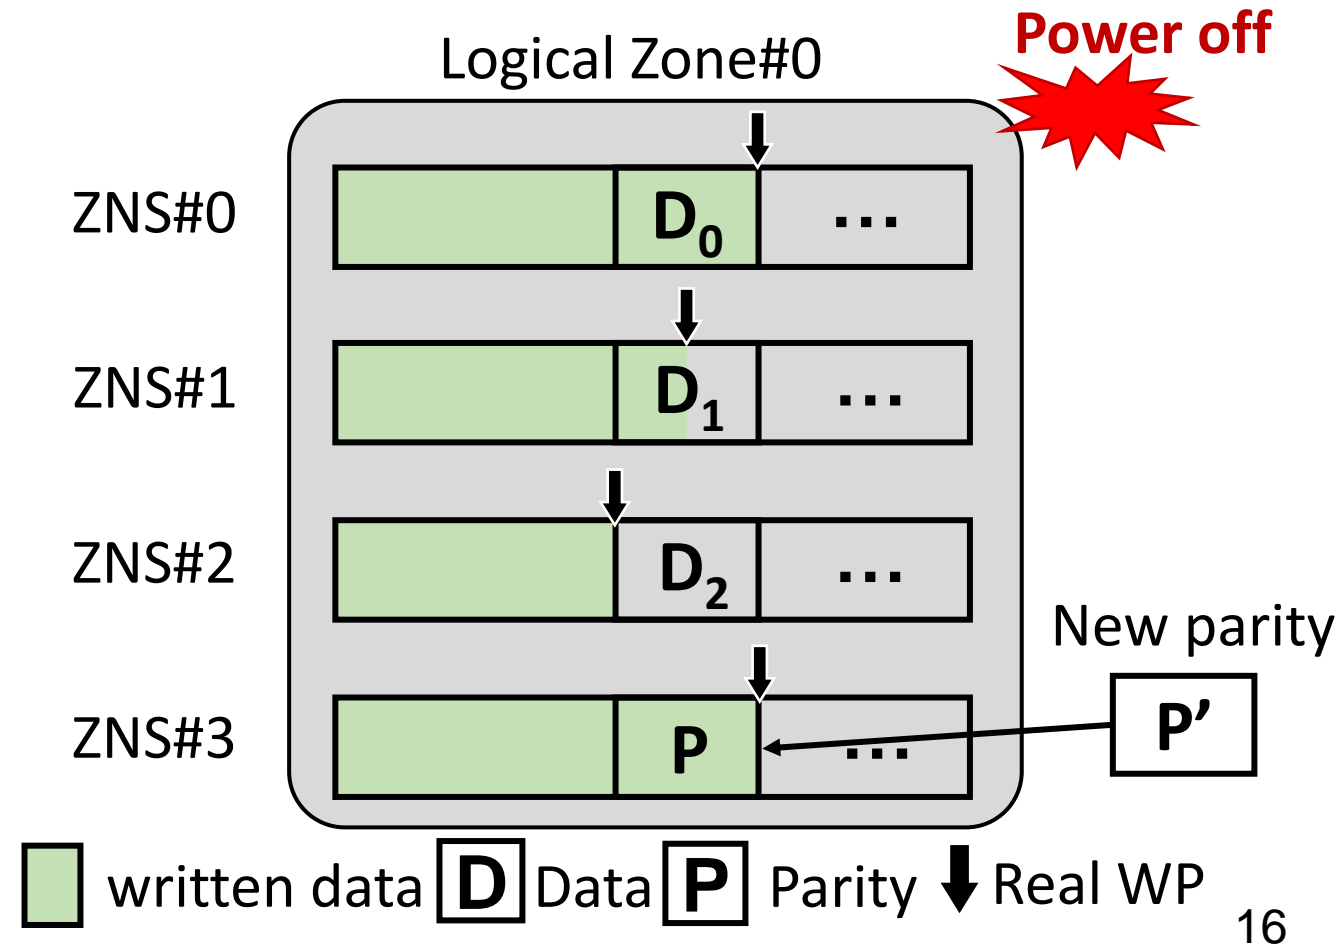 Power off
Logical Zone#0
ZNS#0
D0
...
ZNS#1
D1
...
ZNS#2
D2
...
New parity
ZNS#3
P
...
P’
written data
D
Data
P
Parity
Real WP
16